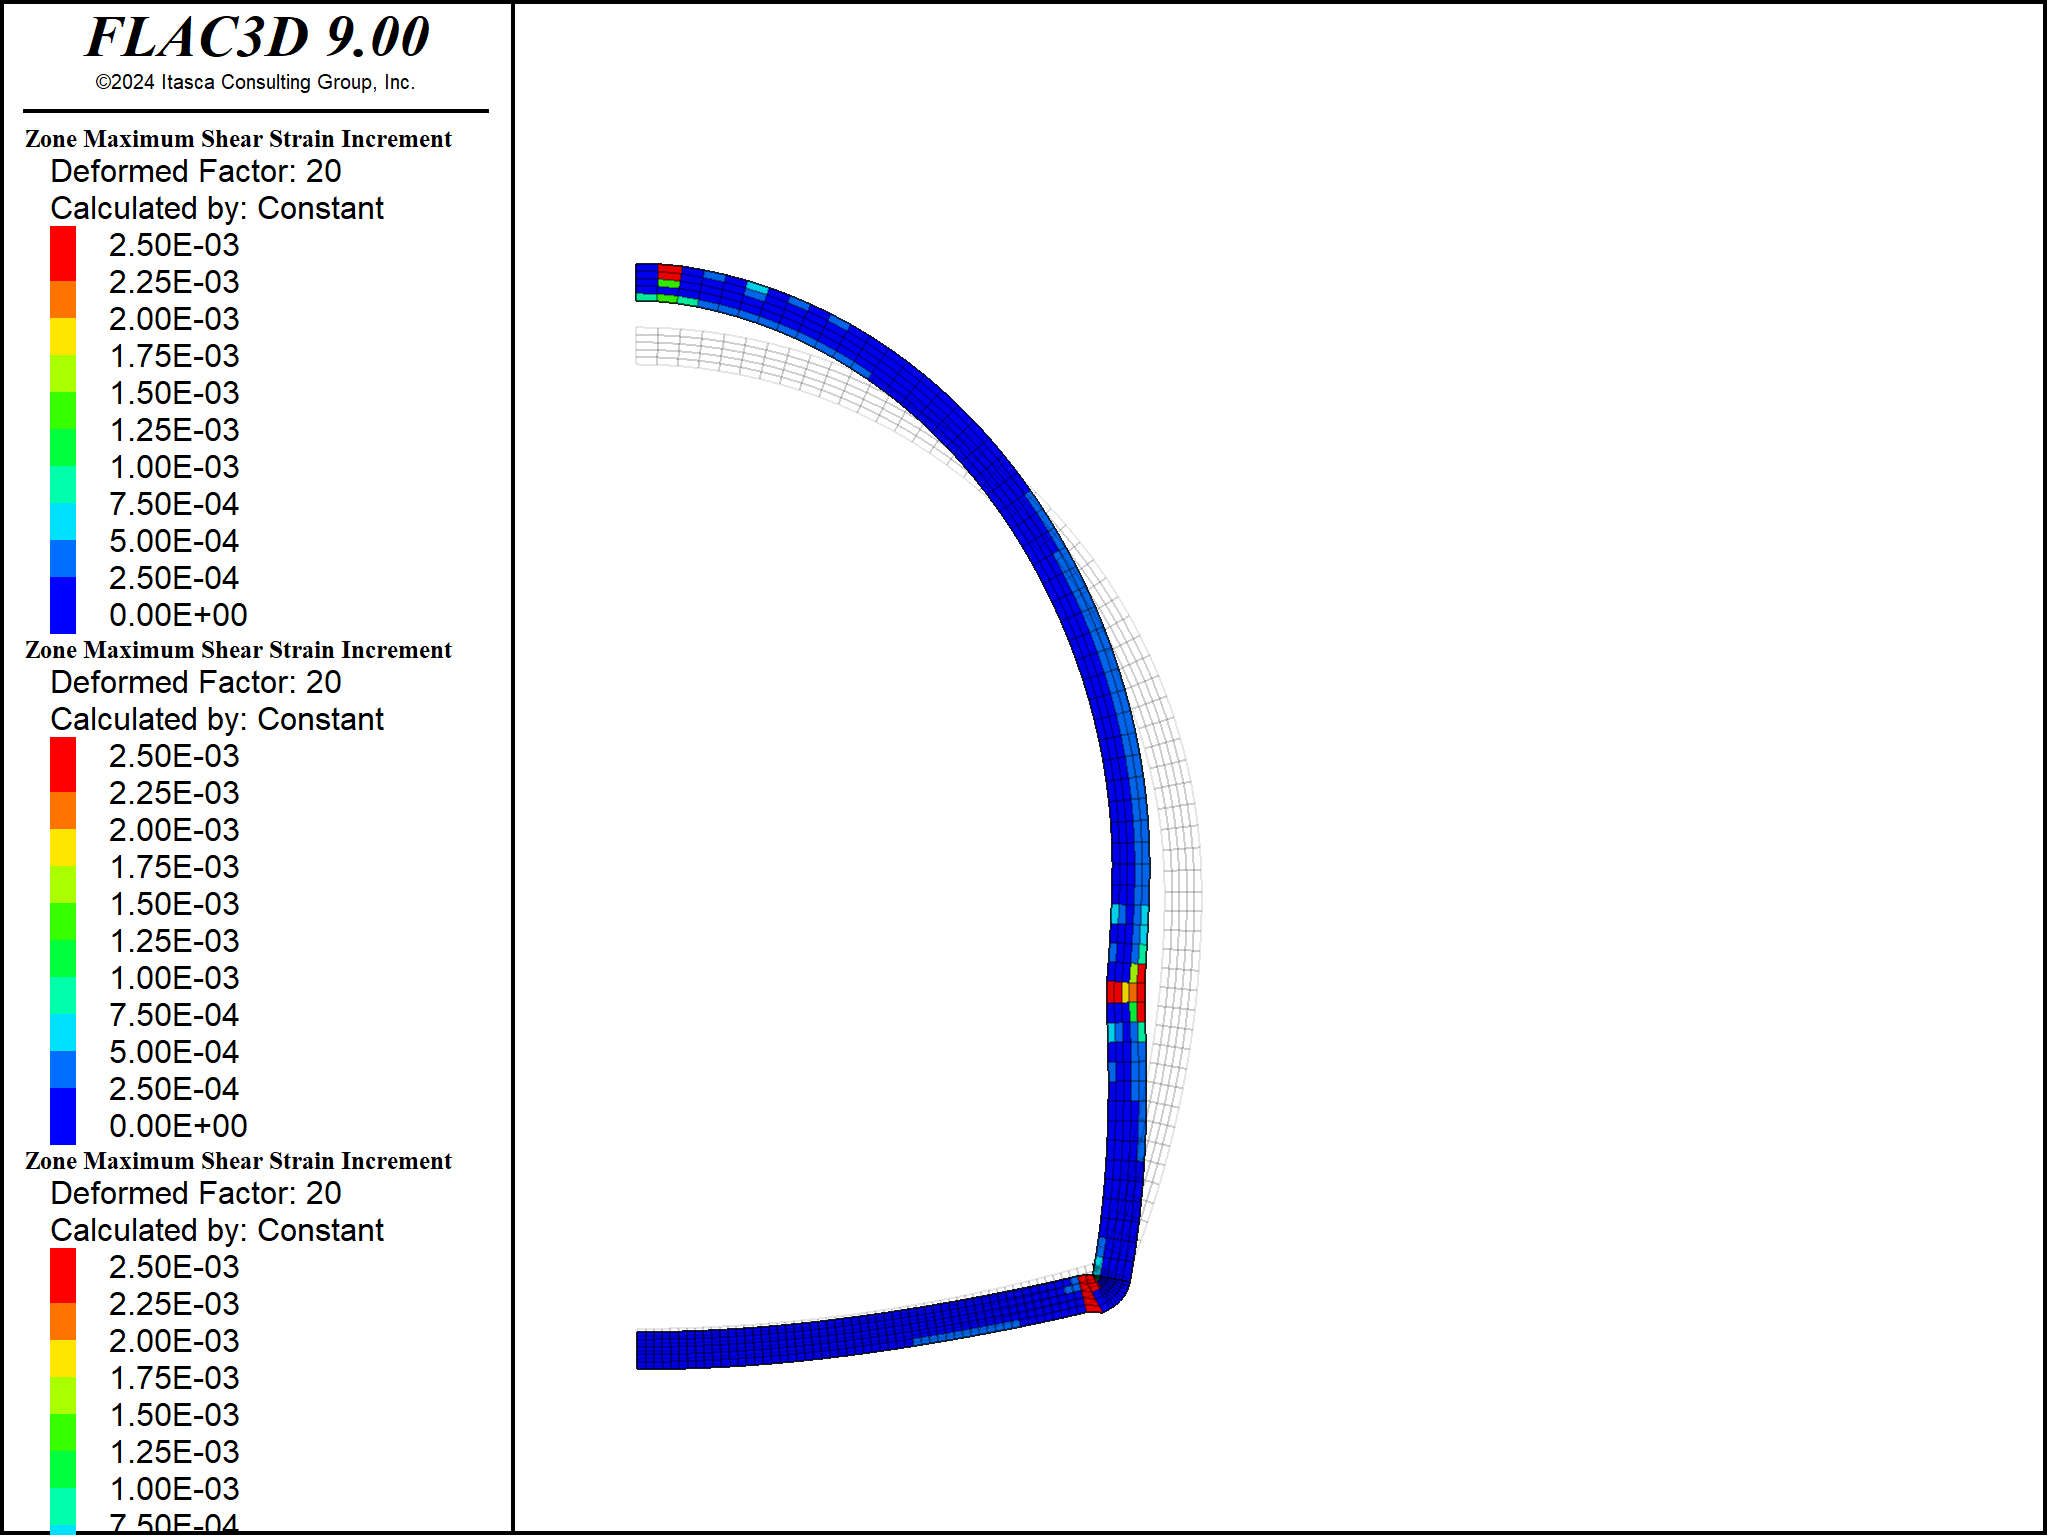 FLAC3D 9.00
©2024 Itasca Consulting Group, Inc.
Zone Maximum Shear Strain Increment
Deformed Factor: 20
Calculated by: Constant
2.50E-03
2.25E-03
2.00E-03
1.75E-03
1.50E-03
1.25E-03
1.00E-03
7.50E-04
5.00E-04
2.50E-04
0.00E+00
Zone Maximum Shear Strain Increment
Deformed Factor: 20
Calculated by: Constant
2.50E-03
2.25E-03
2.00E-03
1.75E-03
1.50E-03
1.25E-03
1.00E-03
7.50E-04
5.00E-04
2.50E-04
0.00E+00
Zone Maximum Shear Strain Increment
Deformed Factor: 20
Calculated by: Constant
2.50E-03
2.25E-03
2.00E-03
1.75E-03
1.50E-03
1.25E-03
1.00E-03
7.50E-04